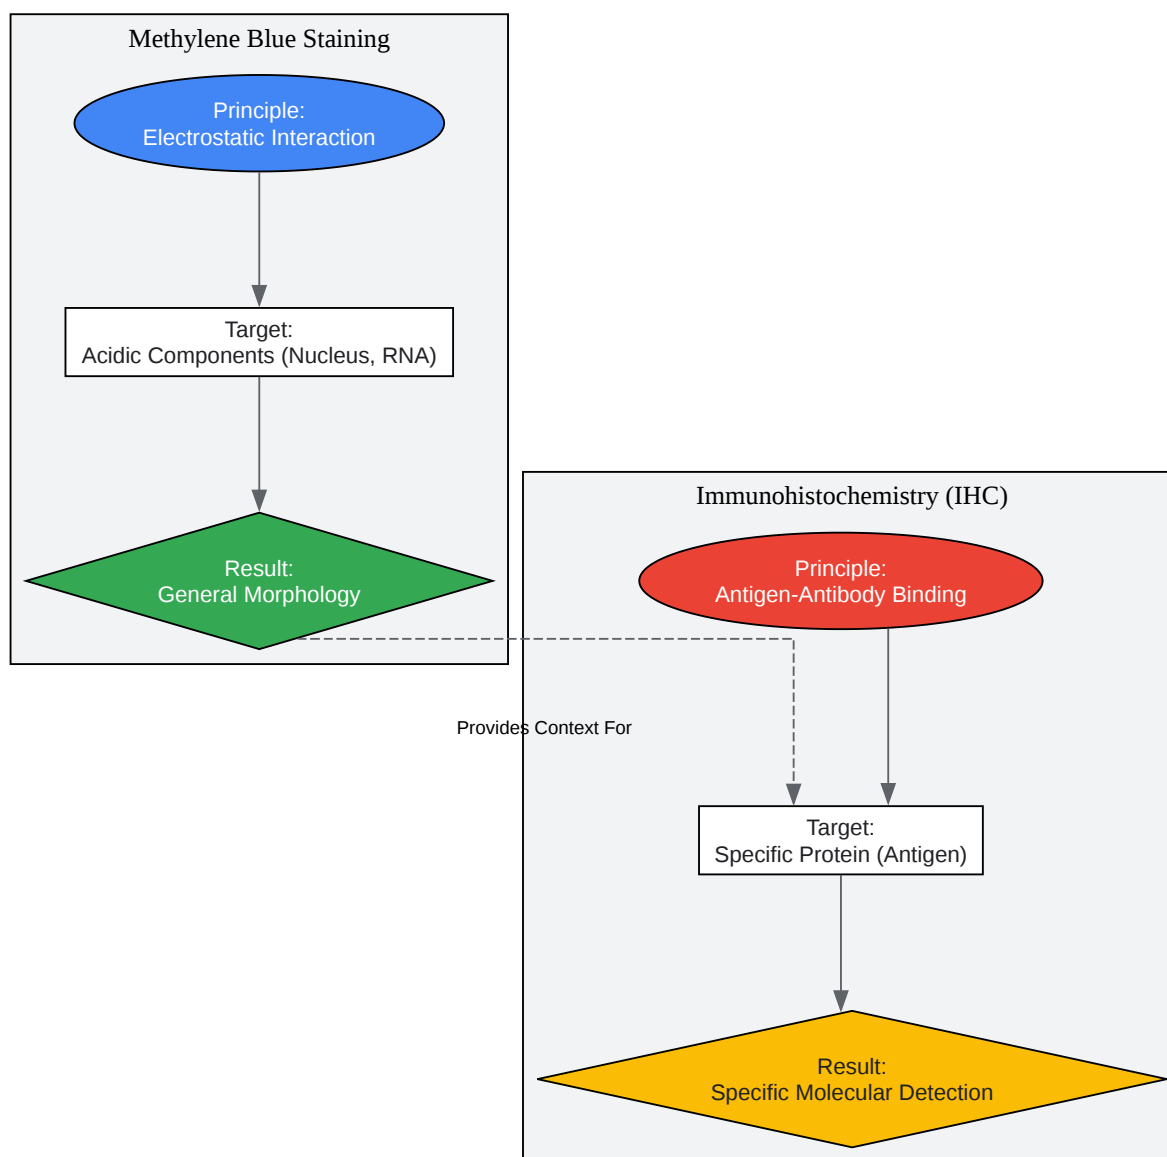 Methylene Blue Staining
Principle:
Electrostatic Interaction
Target:
Acidic Components (Nucleus, RNA)
Result:
General Morphology
Provides Context For
Immunohistochemistry (IHC)
Principle:
Antigen-Antibody Binding
Target:
Specific Protein (Antigen)
Result:
Specific Molecular Detection